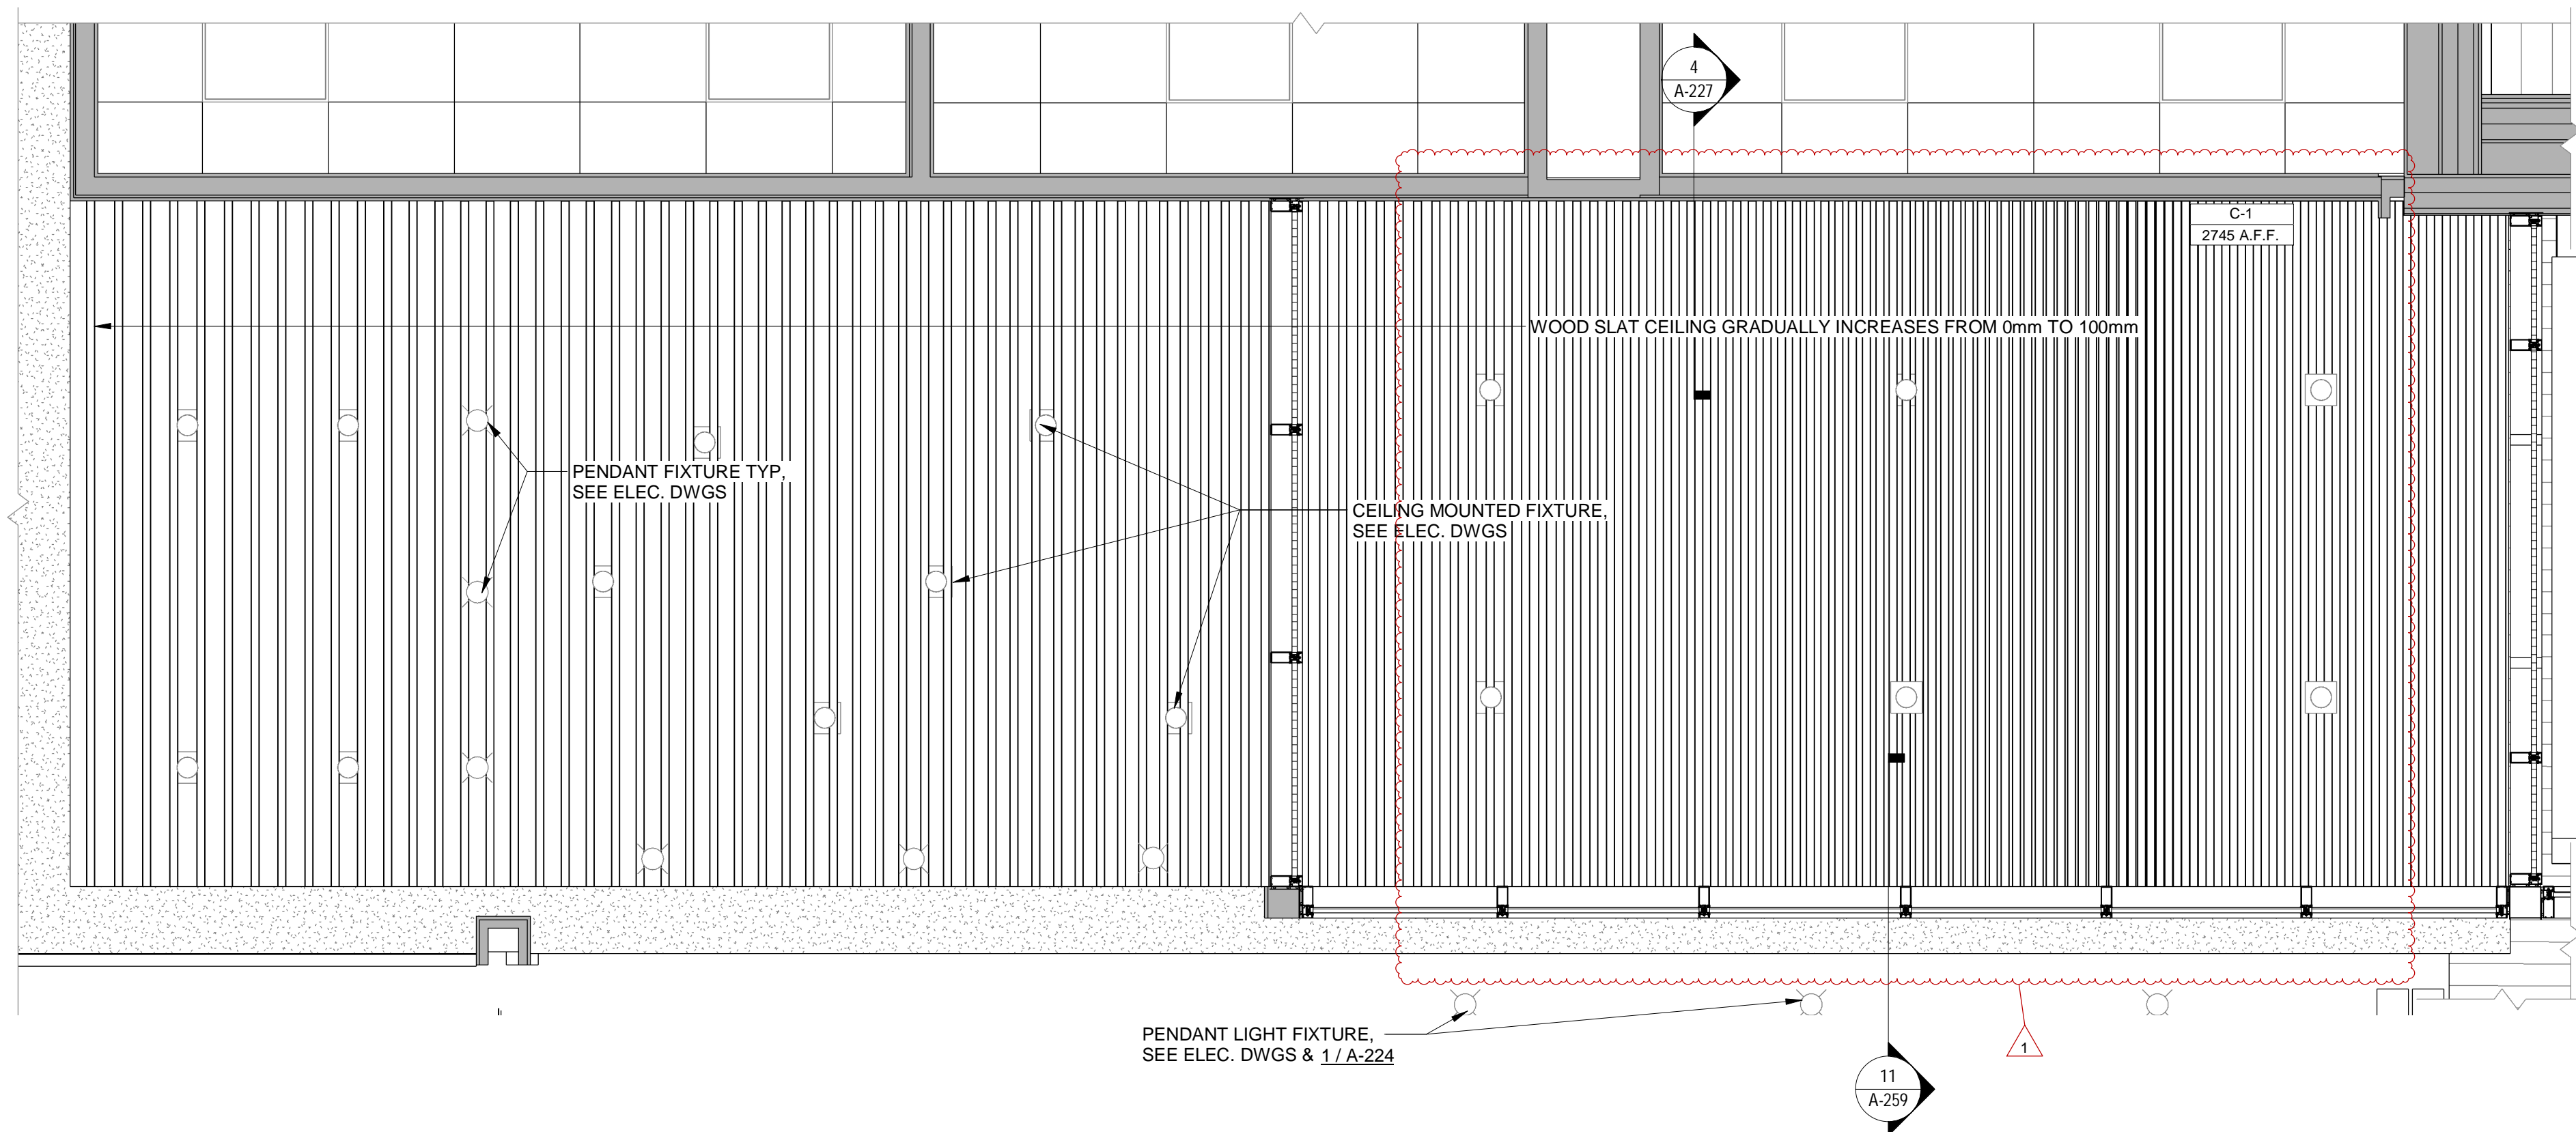 4
A-227
C-1
2745 A.F.F.
WOOD SLAT CEILING GRADUALLY INCREASES FROM 0mm TO 100mm
PENDANT FIXTURE TYP,
SEE ELEC. DWGS
CEILING MOUNTED FIXTURE,
SEE ELEC. DWGS
PENDANT LIGHT FIXTURE,
SEE ELEC. DWGS & 1 / A-224
1
11
A-259